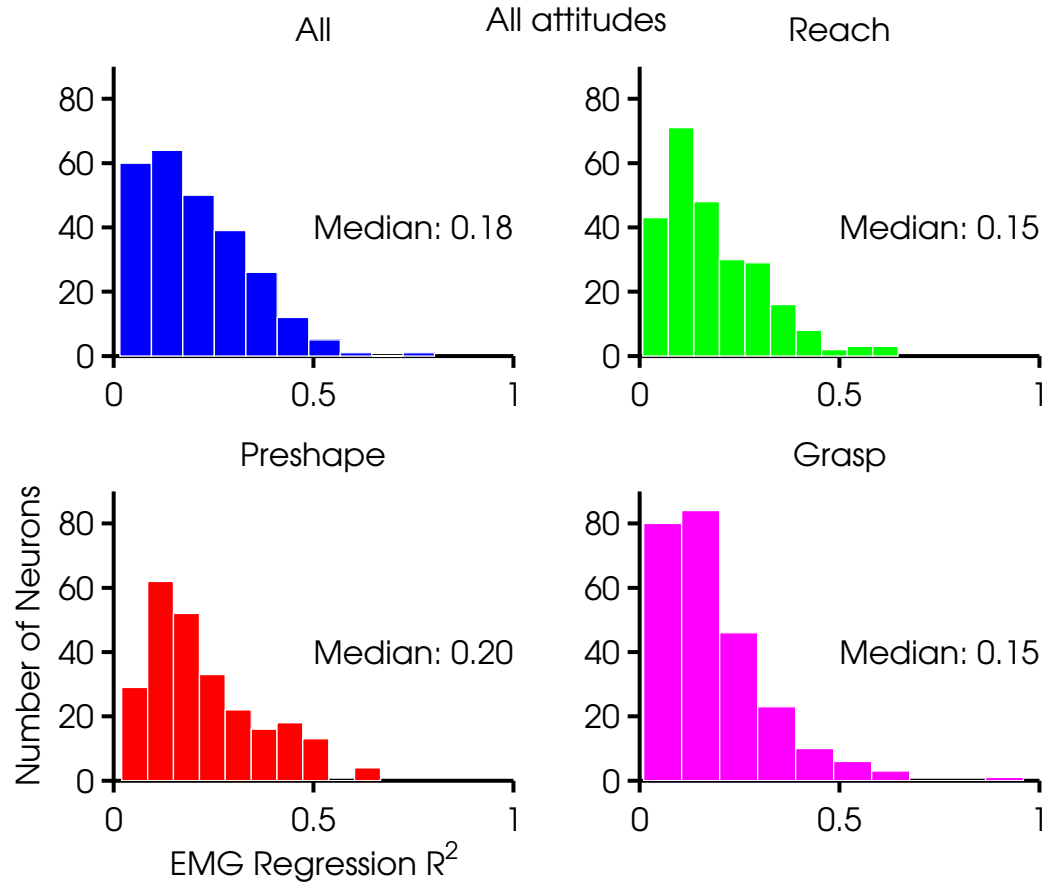 All attitudes
All
80
60
40
20
0
Median: 0.18
0
0.5
1
Reach
80
60
40
20
0
Median: 0.15
0
0.5
1
Preshape
Number of Neurons
80
60
40
20
0
Median: 0.20
0
0.5
1
EMG Regression R²
Grasp
80
60
40
20
0
Median: 0.15
0
0.5
1